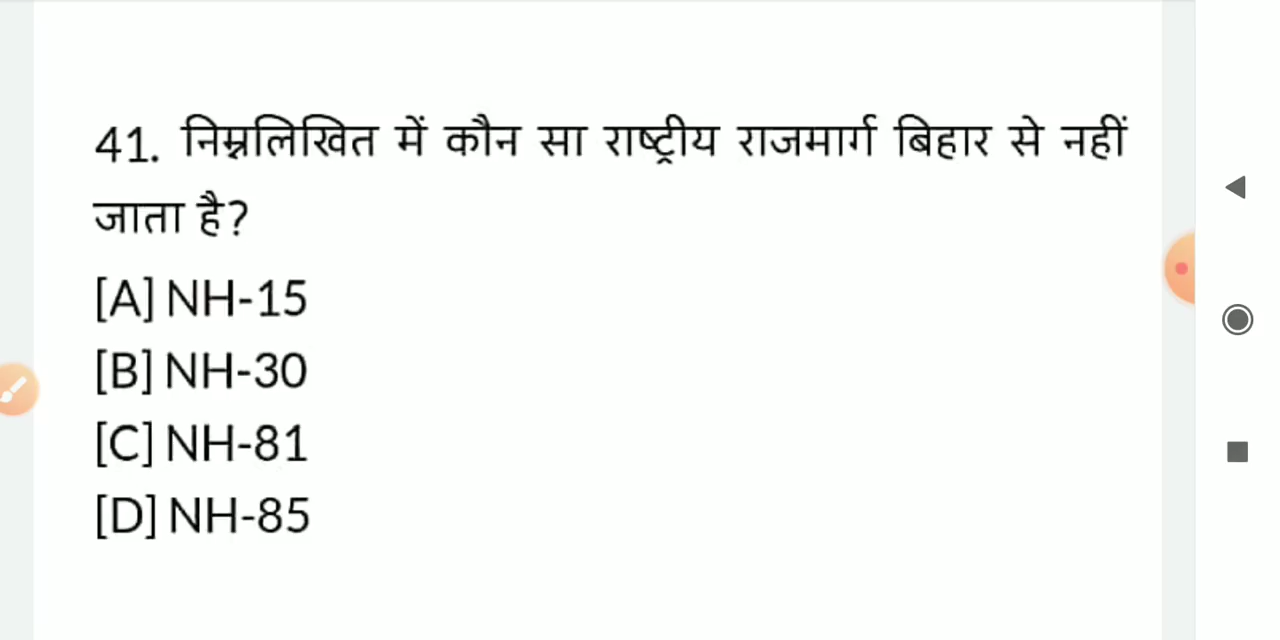 41. निम्नलिखित में कौन सा राष्ट्रीय राजमार्ग बिहार से नहीं
जाता है?
[A] NH-15
[B] NH-30
[C] NH-81
[D] NH-85